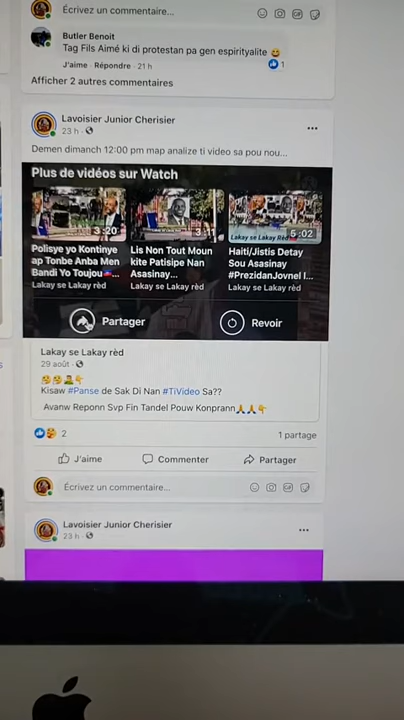 Écrivez un commentaire...
Butler Benoit
Tag Fils Aimé ki di protestan pa gen espirityalite 😄
J'aime · Répondre · 21 h
1
Afficher 2 autres commentaires
Lavoisier Junior Cherisier
23 h ·
Demen dimanch 12:00 pm map analize ti video sa pou nou...
Plus de vidéos sur Watch
3:20
Lakay se Lakay Rèd
5:02
Polisye yo Kontinye
ap Tonbe Anba Men
Bandi Yo Toujou🇭🇹...
Lakay se Lakay rèd
Lis Non Tout Moun
kite Patisipe Nan
Asasinay...
Lakay se Lakay rèd
Haiti/Jistis Detay
Sou Asasinay
#PrezidanJovnel I...
Lakay se Lakay rèd
Partager
Revoir
Lakay se Lakay rèd
29 août ·
Kisaw #Panse de Sak Di Nan #TiVideo Sa??
Avanw Reponn Svp Fin Tandel Pouw Konprann🙏🙏👇
2
1 partage
J'aime
Commenter
Partager
Écrivez un commentaire...
Lavoisier Junior Cherisier
23 h ·